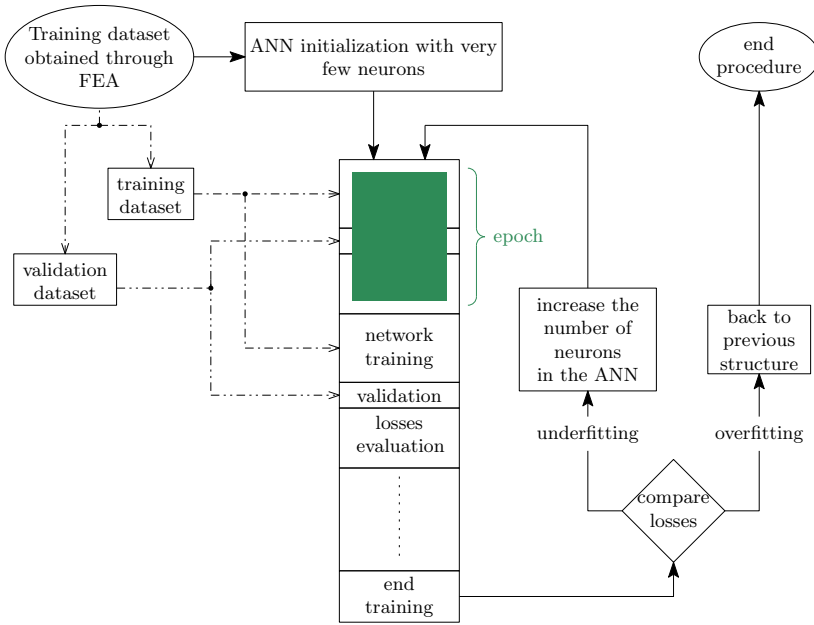 Training dataset
obtained through
FEA
ANN initialization with very
few neurons
end
procedure
training
dataset
validation
dataset
epoch
network
training
validation
losses
evaluation
end
training
increase the
number of
neurons
in the ANN
back to
previous
structure
underfitting
overfitting
compare
losses